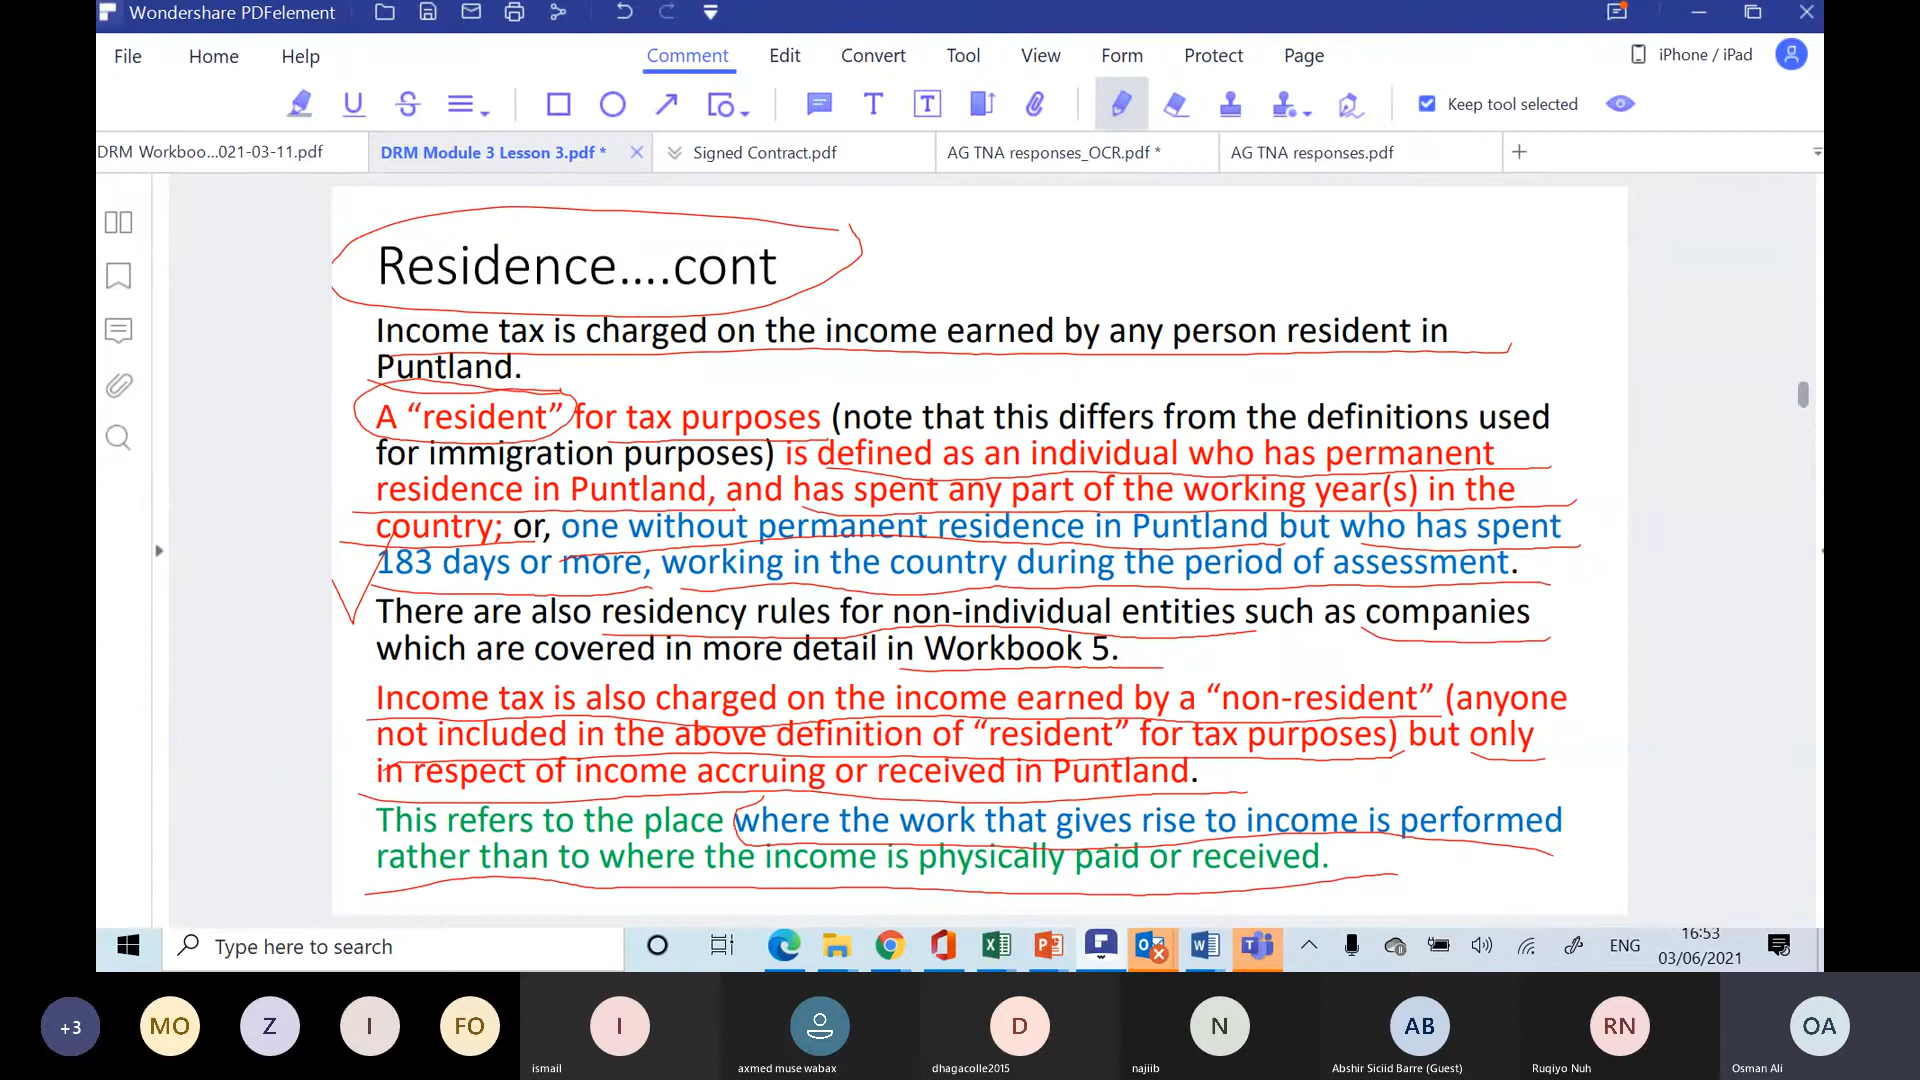 Wondershare PDFelement
File Home Help Comment Edit Convert Tool View Form Protect Page iPhone / iPad
Keep tool selected
DRM Workboo...021-03-11.pdf DRM Module 3 Lesson 3.pdf * Signed Contract.pdf AG TNA responses_OCR.pdf * AG TNA responses.pdf
Residence....cont
Income tax is charged on the income earned by any person resident in
Puntland.
A “resident” for tax purposes (note that this differs from the definitions used
for immigration purposes) is defined as an individual who has permanent
residence in Puntland, and has spent any part of the working year(s) in the
country; or, one without permanent residence in Puntland but who has spent
183 days or more, working in the country during the period of assessment.
There are also residency rules for non-individual entities such as companies
which are covered in more detail in Workbook 5.
Income tax is also charged on the income earned by a “non-resident” (anyone
not included in the above definition of “resident” for tax purposes) but only
in respect of income accruing or received in Puntland.
This refers to the place where the work that gives rise to income is performed
rather than to where the income is physically paid or received.
Type here to search
ENG
16:53
03/06/2021
+3 MO Z I FO I D N AB RN OA
ismail axmed muse wabax dhagacolle2015 najiib Abshir Siciid Barre (Guest) Ruqiyo Nuh Osman Ali